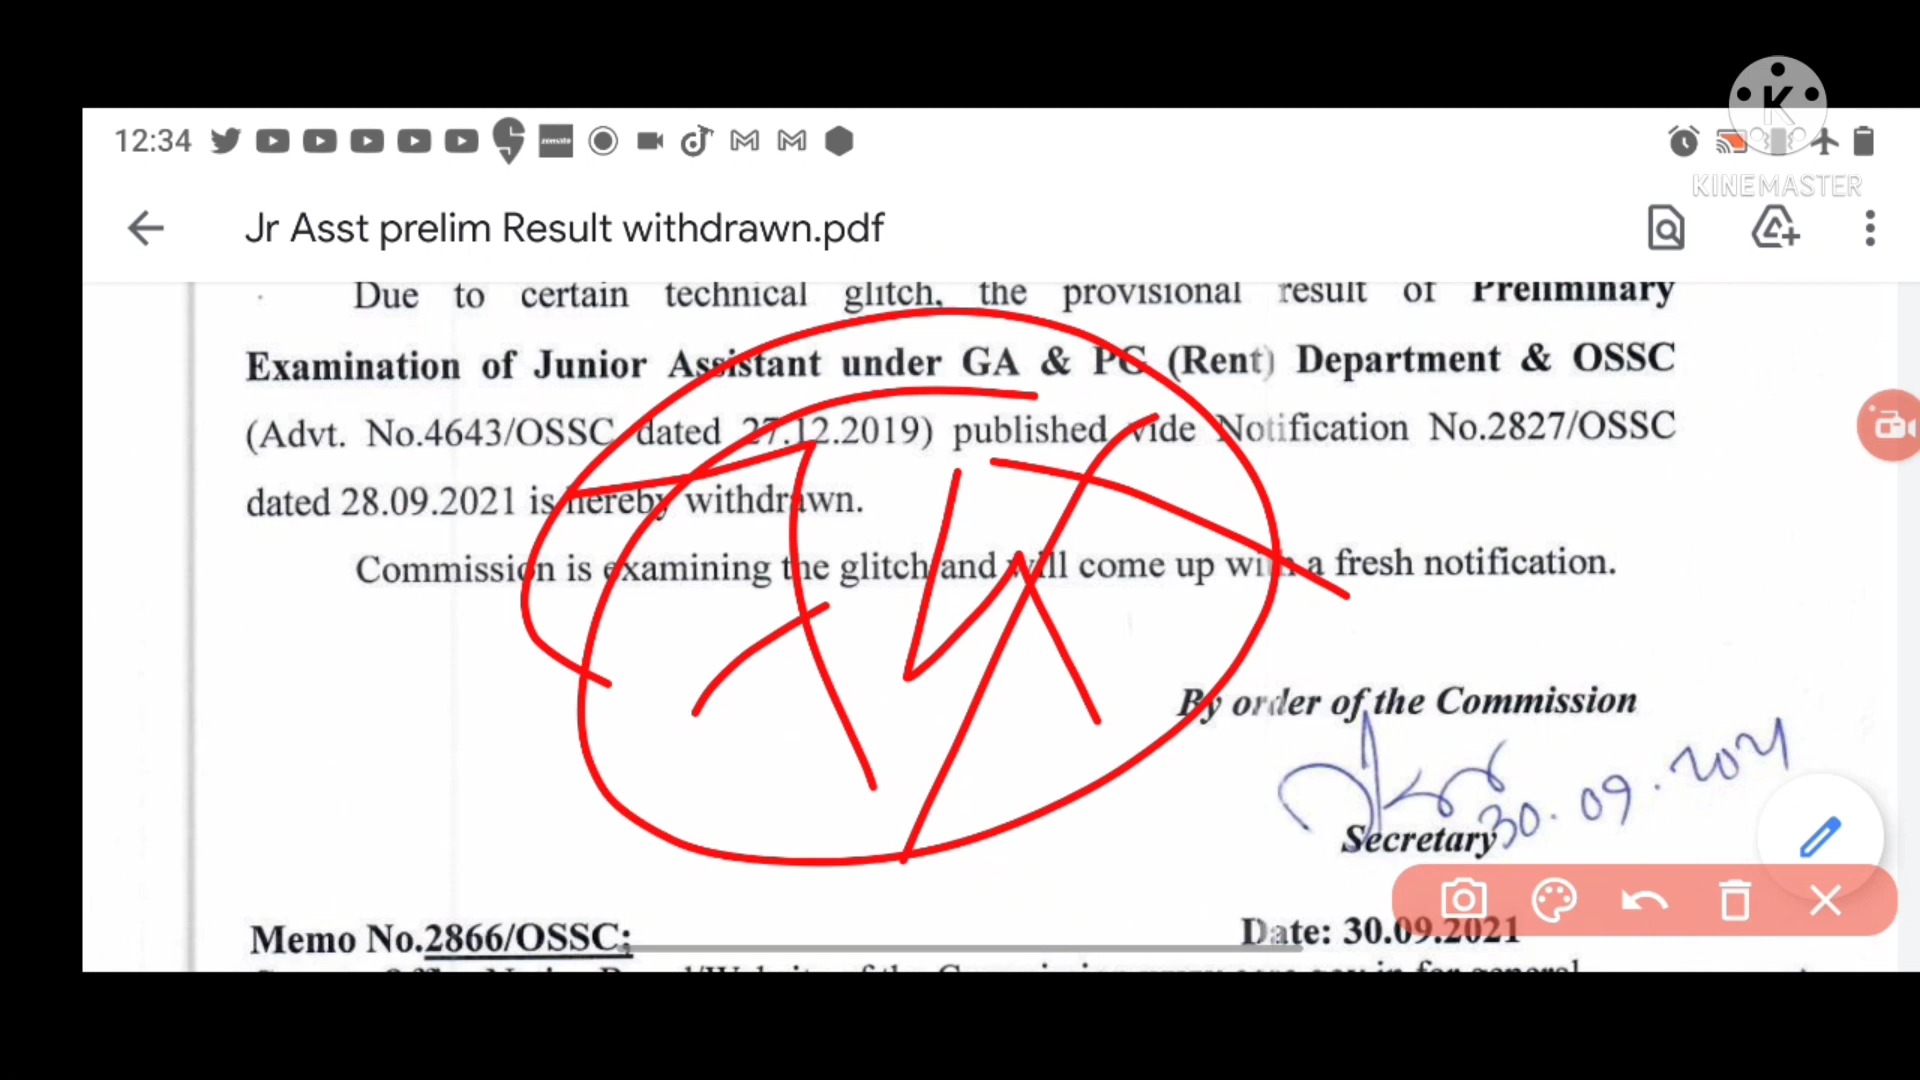 12:34
KINEMASTER
Jr Asst prelim Result withdrawn.pdf
Due to certain technical glitch, the provisional result of Preliminary
Examination of Junior Assistant under GA & PG (Rent) Department & OSSC
(Advt. No.4643/OSSC dated 27.12.2019) published vide Notification No.2827/OSSC
dated 28.09.2021 is hereby withdrawn.
Commission is examining the glitch and will come up with a fresh notification.
By order of the Commission
30.09.2021
Secretary
Memo No.2866/OSSC;
Date: 30.09.2021